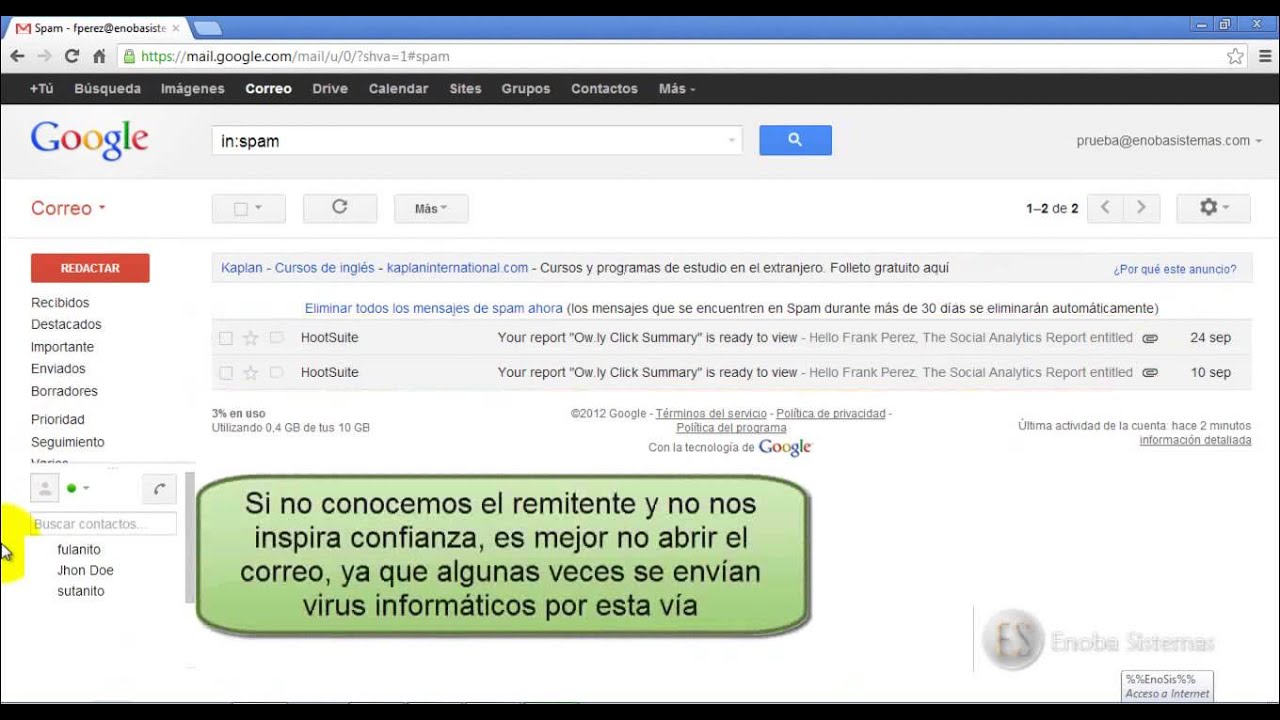 Spam - fperez@enobasiste
https://mail.google.com/mail/u/0/?shva=1#spam
+Tú Búsqueda Imágenes Correo Drive Calendar Sites Grupos Contactos Más
Google
in:spam
prueba@enobasistemas.com
Correo
Más
1–2 de 2
REDACTAR
Recibidos
Destacados
Importante
Enviados
Borradores
Prioridad
Seguimiento
Varios
Buscar contactos...
fulanito
Jhon Doe
sutanito
Kaplan - Cursos de inglés - kaplaninternational.com - Cursos y programas de estudio en el extranjero. Folleto gratuito aquí
¿Por qué este anuncio?
Eliminar todos los mensajes de spam ahora (los mensajes que se encuentren en Spam durante más de 30 días se eliminarán automáticamente)
HootSuite Your report "Ow.ly Click Summary" is ready to view - Hello Frank Perez, The Social Analytics Report entitled 24 sep
HootSuite Your report "Ow.ly Click Summary" is ready to view - Hello Frank Perez, The Social Analytics Report entitled 10 sep
3% en uso
Utilizando 0,4 GB de tus 10 GB
©2012 Google - Términos del servicio - Política de privacidad -
Política del programa
Con la tecnología de Google
Última actividad de la cuenta hace 2 minutos
información detallada
Si no conocemos el remitente y no nos
inspira confianza, es mejor no abrir el
correo, ya que algunas veces se envían
virus informáticos por esta vía
ES Enoba Sistemas
%%EnoSis%%
Acceso a Internet